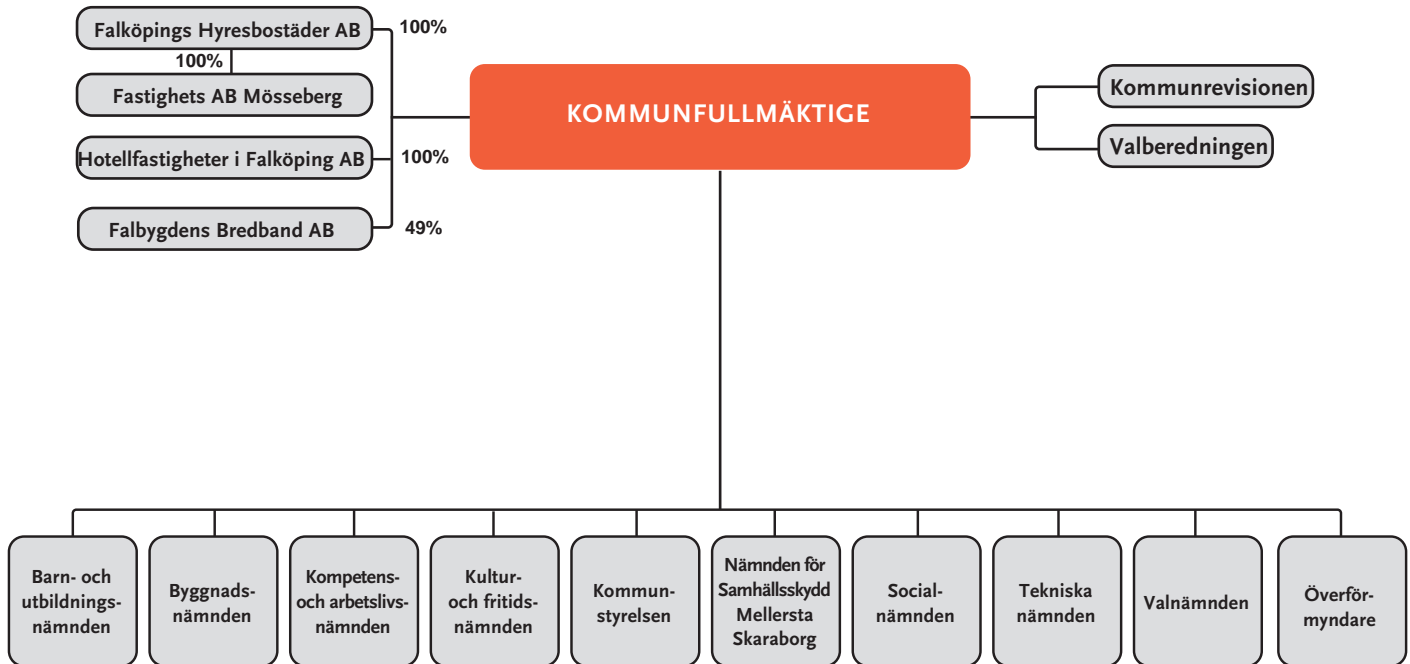 Falköpings Hyresbostäder AB
100%
100%
Fastighets AB Mösseberg
Hotellfastigheter i Falköping AB
100%
Falbygdens Bredband AB
49%
KOMMUNFULLMÄKTIGE
Kommunrevisionen
Valberedningen
Barn- och
utbildnings-
nämnden
Byggnads-
nämnden
Kompetens-
och arbetslivs-
nämnden
Kultur-
och fritids-
nämnden
Kommun-
styrelsen
Nämnden för
Samhällsskydd
Mellersta
Skaraborg
Social-
nämnden
Tekniska
nämnden
Valnämnden
Överför-
myndare